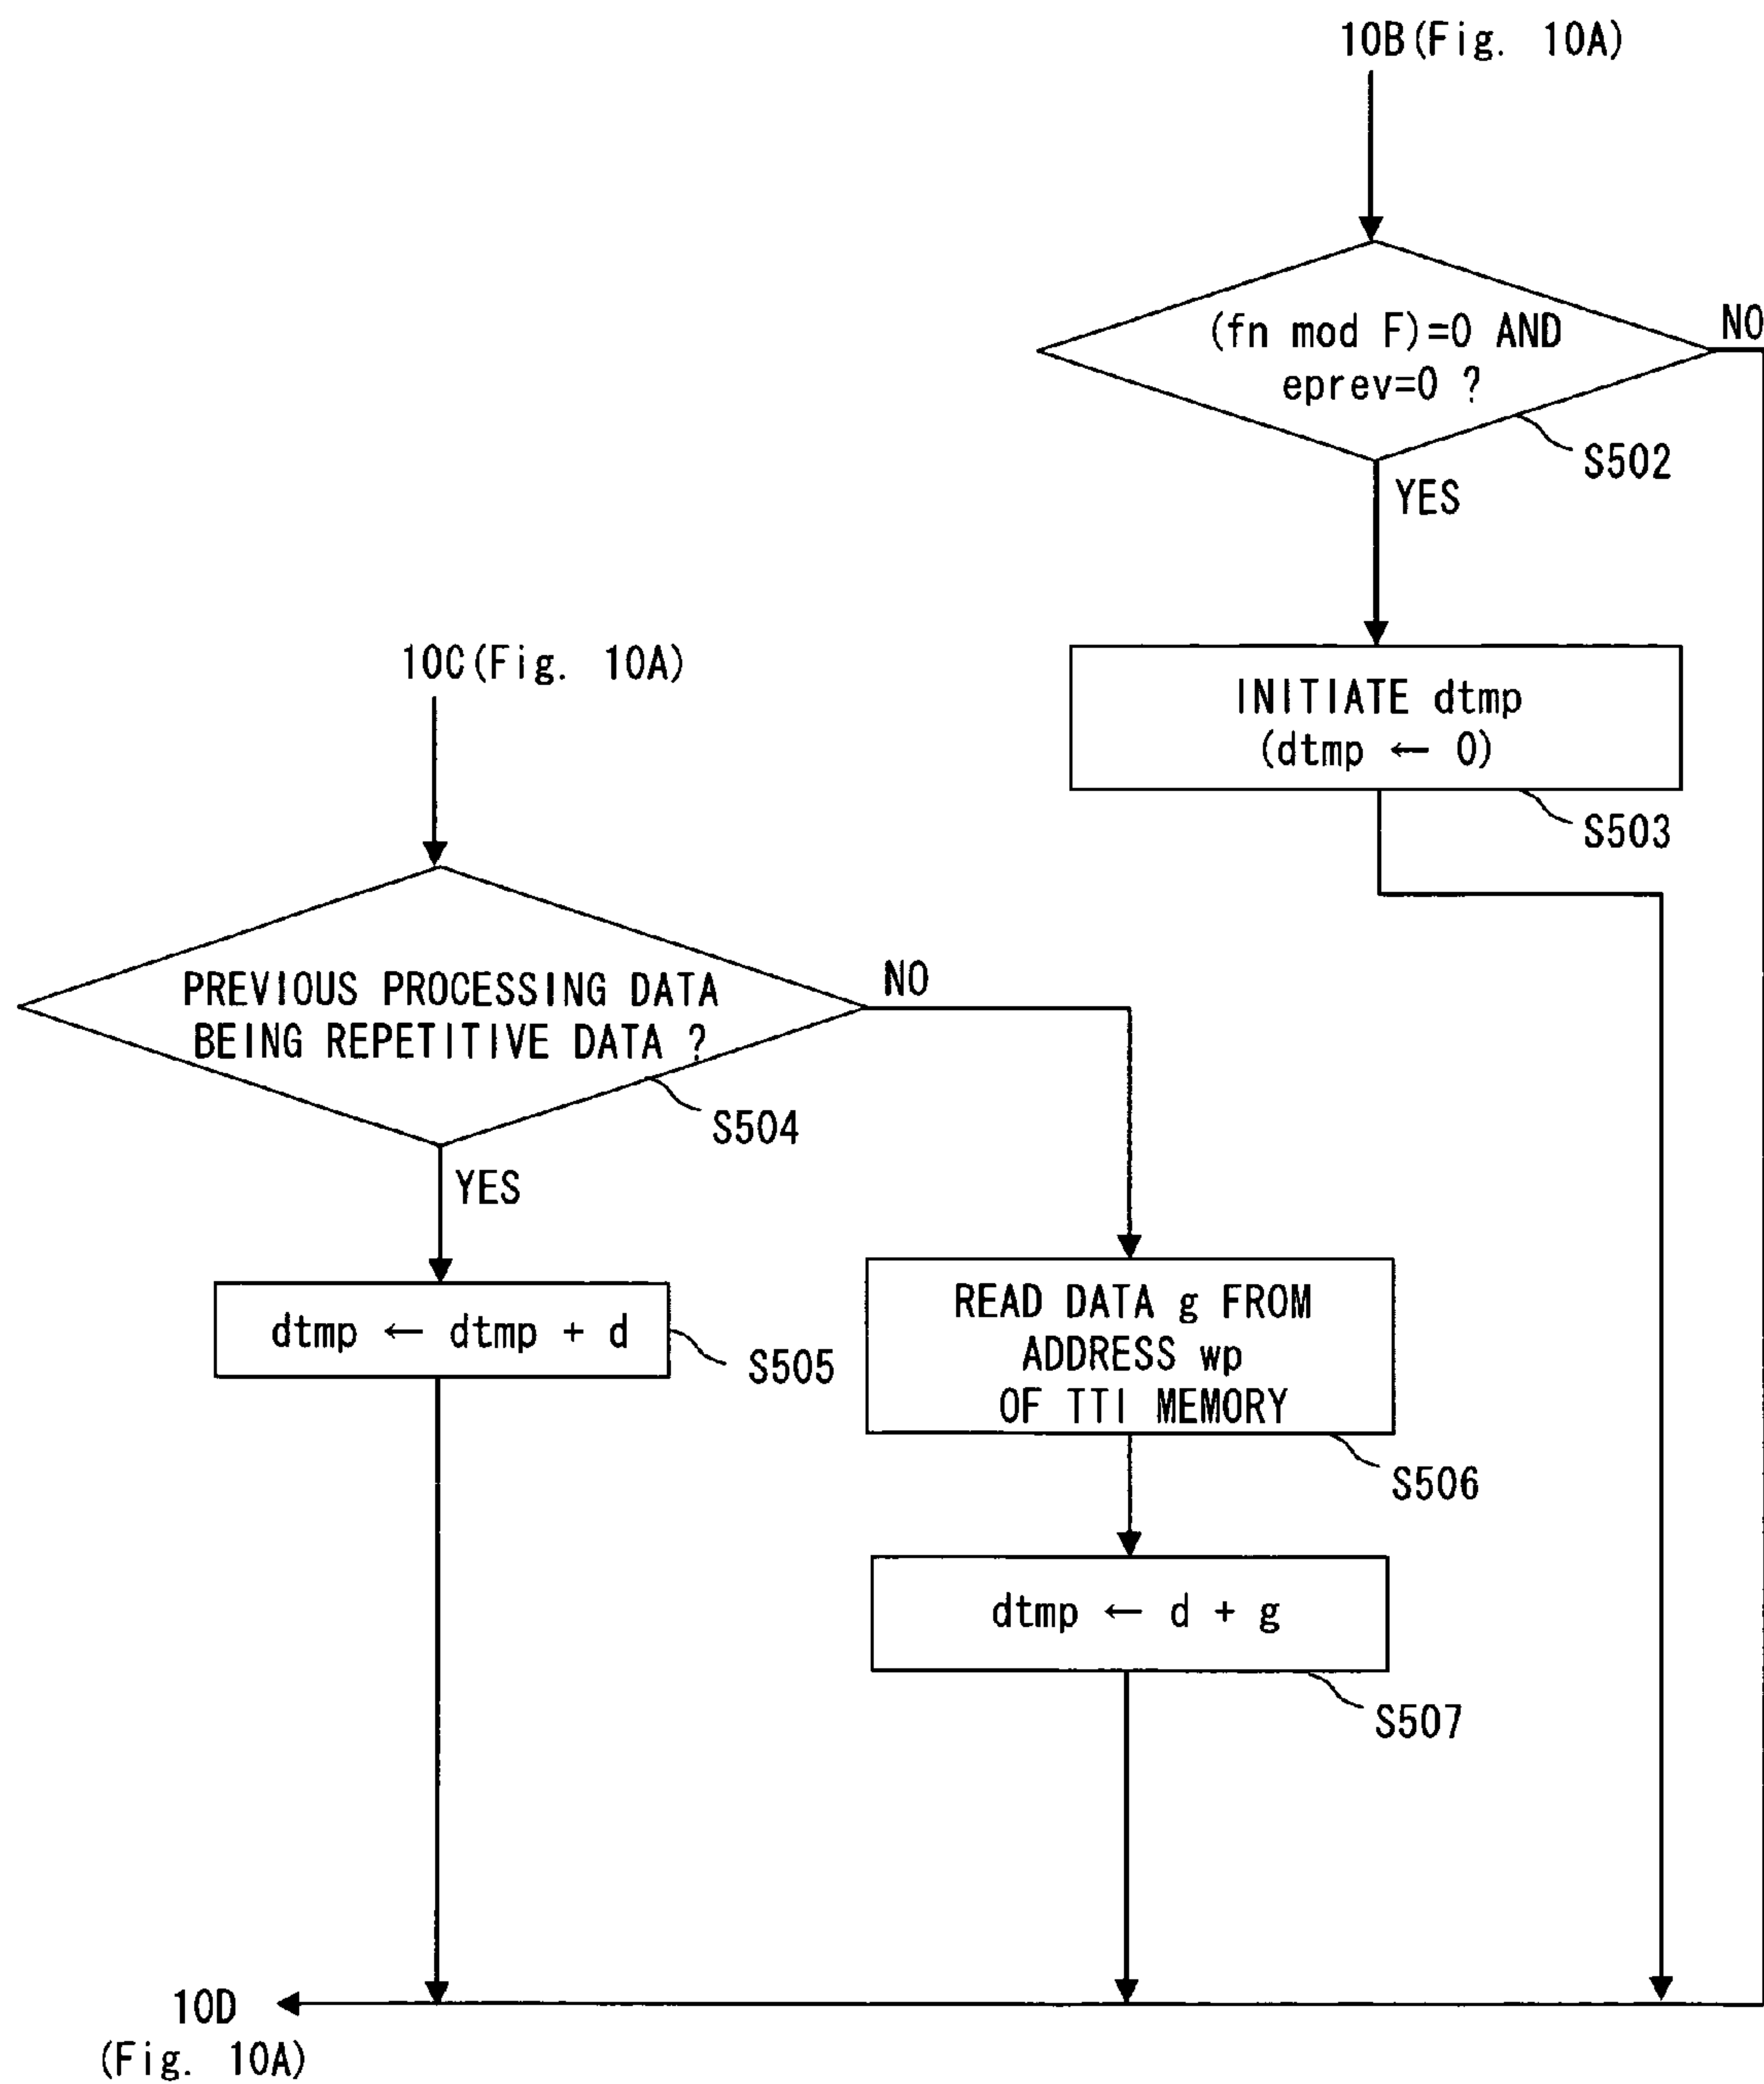 10B(Fig. 10A)
(fn mod F)=0 AND
eprev=0 ?
NO
S502
YES
INITIATE dtmp
(dtmp ← 0)
S503
10C(Fig. 10A)
PREVIOUS PROCESSING DATA
BEING REPETITIVE DATA ?
NO
S504
YES
dtmp ← dtmp + d
S505
READ DATA g FROM
ADDRESS wp
OF TTI MEMORY
S506
dtmp ← d + g
S507
10D
(Fig. 10A)